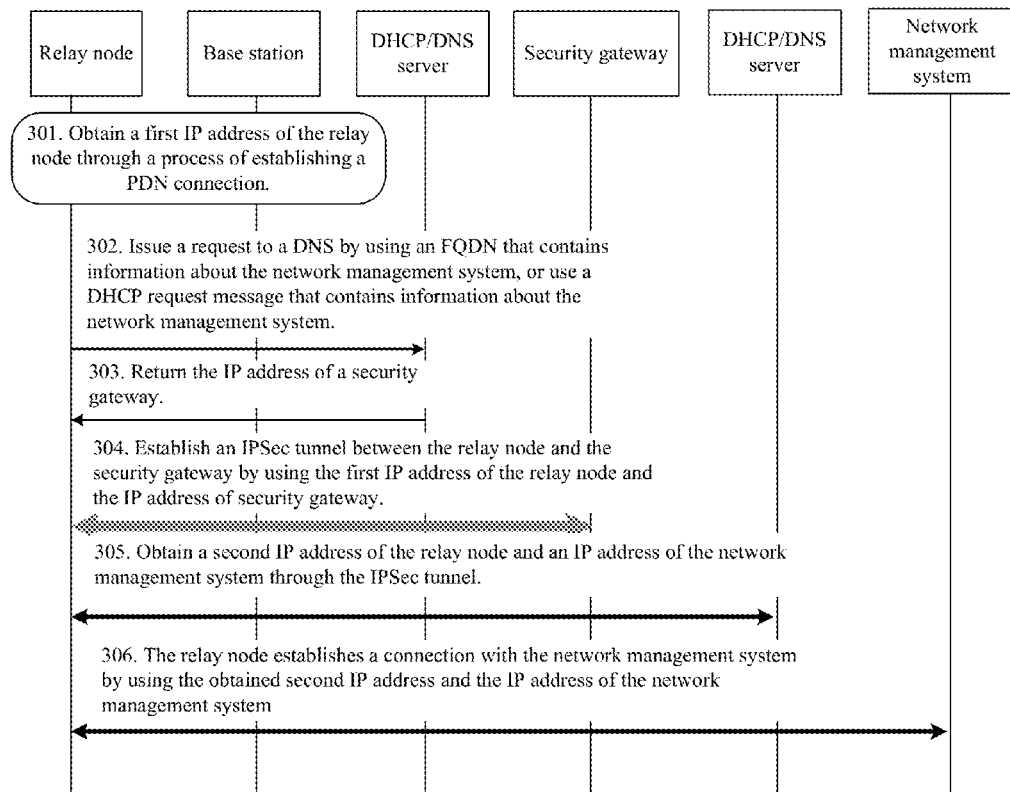 Relay node
Base station
DHCP/DNS
server
Security gateway
DHCP/DNS
server
Network
management
system
301. Obtain a first IP address of the relay
node through a process of establishing a
PDN connection.
302. Issue a request to a DNS by using an FQDN that contains
information about the network management system, or use a
DHCP request message that contains information about the
network management system.
303. Return the IP address of a security
gateway.
304. Establish an IPSec tunnel between the relay node and the
security gateway by using the first IP address of the relay node and
the IP address of security gateway.
305. Obtain a second IP address of the relay node and an IP address of the network
management system through the IPSec tunnel.
306. The relay node establishes a connection with the network management system
by using the obtained second IP address and the IP address of the network
management system